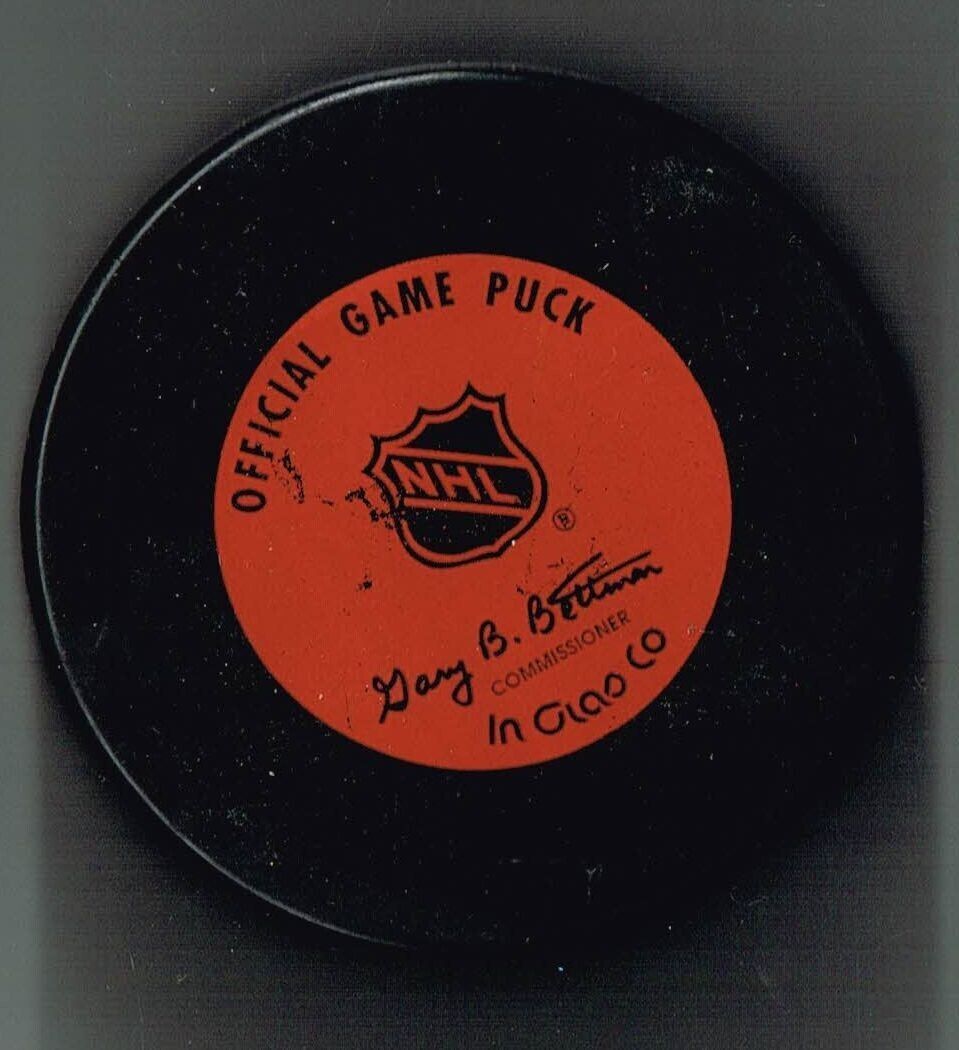 OFFICIAL GAME PUCK
NHL
®
Gary B. Bettman
COMMISSIONER
In Glas Co